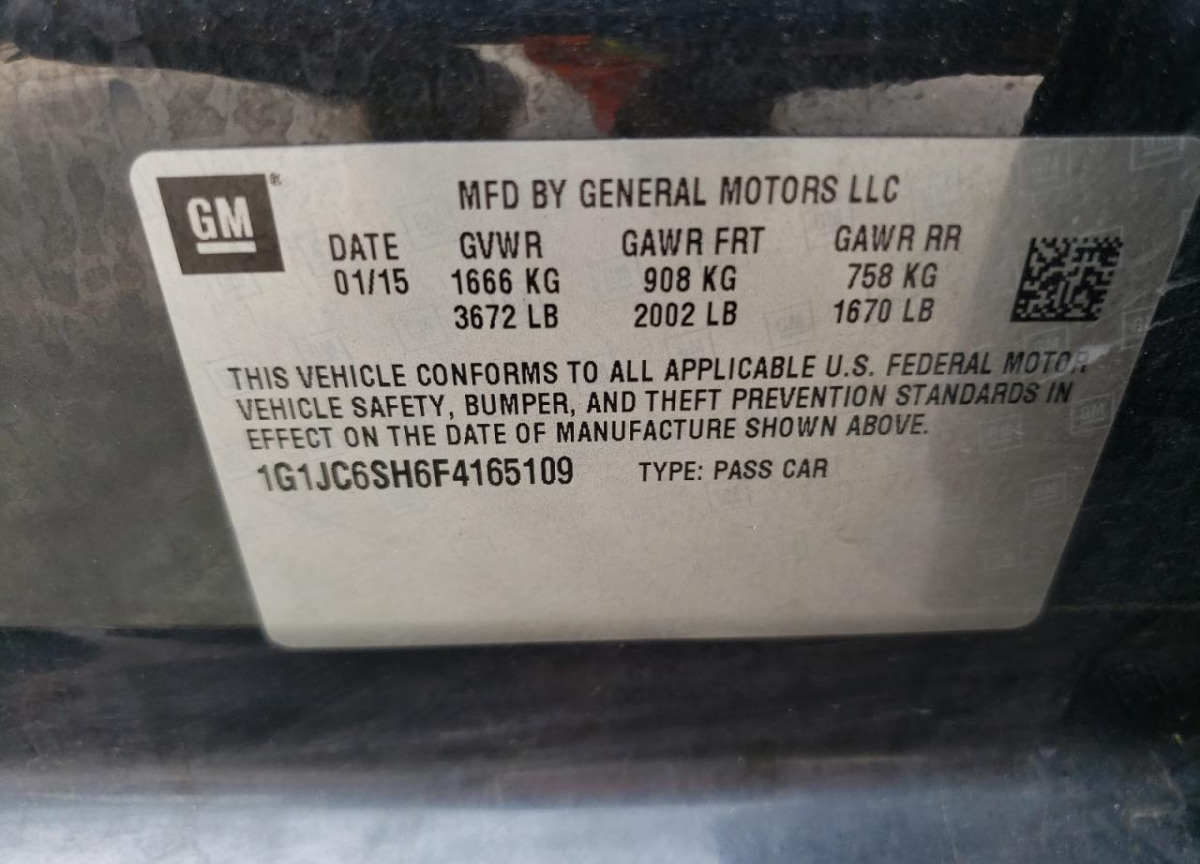 GM ®
MFD BY GENERAL MOTORS LLC
DATE GVWR GAWR FRT GAWR RR
01/15 1666 KG 908 KG 758 KG
3672 LB 2002 LB 1670 LB
THIS VEHICLE CONFORMS TO ALL APPLICABLE U.S. FEDERAL MOTOR
VEHICLE SAFETY, BUMPER, AND THEFT PREVENTION STANDARDS IN
EFFECT ON THE DATE OF MANUFACTURE SHOWN ABOVE.
1G1JC6SH6F4165109 TYPE: PASS CAR